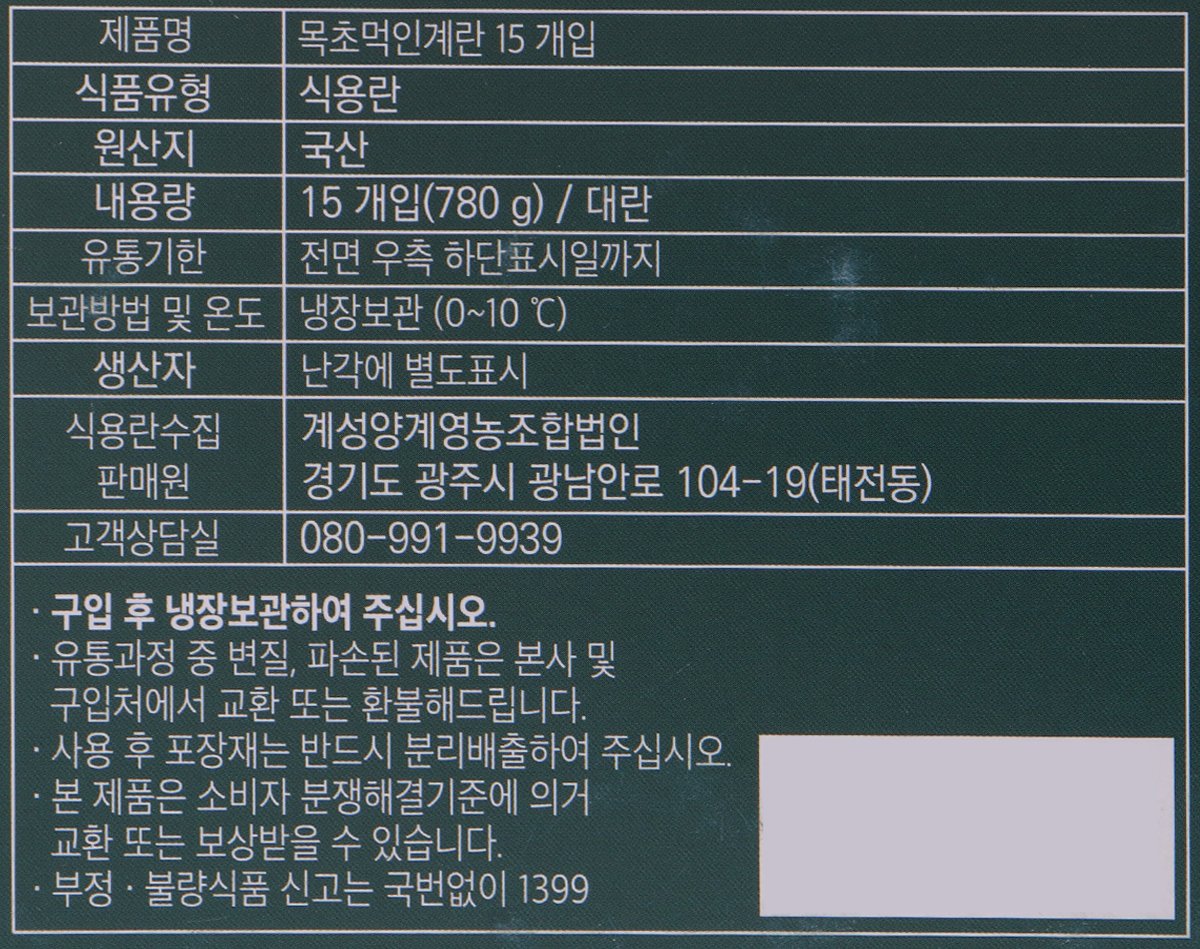 제품명 목초먹인계란 15 개입
식품유형 식용란
원산지 국산
내용량 15 개입(780 g) / 대란
유통기한 전면 우측 하단표시일까지
보관방법 및 온도 냉장보관 (0~10 ℃)
생산자 난각에 별도표시
식용란수집 계성양계영농조합법인
판매원 경기도 광주시 광남안로 104-19(태전동)
고객상담실 080-991-9939
· 구입 후 냉장보관하여 주십시오.
· 유통과정 중 변질, 파손된 제품은 본사 및
구입처에서 교환 또는 환불해드립니다.
· 사용 후 포장재는 반드시 분리배출하여 주십시오.
· 본 제품은 소비자 분쟁해결기준에 의거
교환 또는 보상받을 수 있습니다.
· 부정 · 불량식품 신고는 국번없이 1399